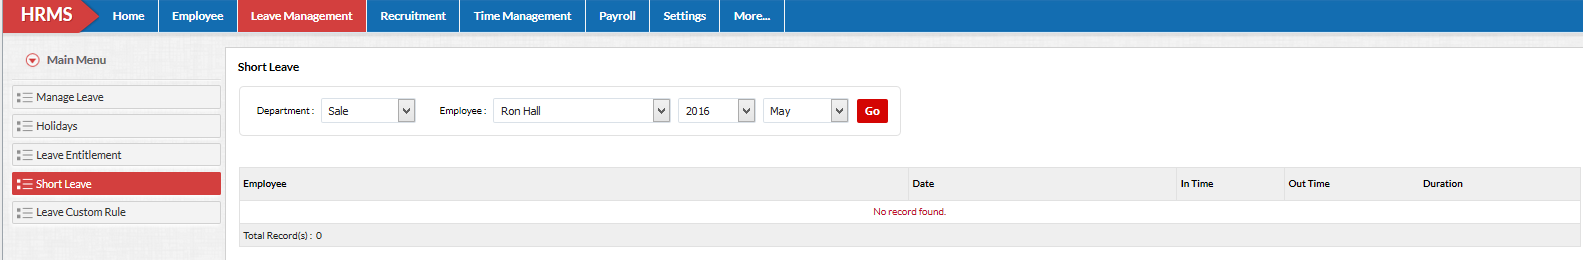 HRMS Home Employee Leave Management Recruitment Time Management Payroll Settings More...
Main Menu
Manage Leave
Holidays
Leave Entitlement
Short Leave
Leave Custom Rule
Short Leave
Department : Sale Employee : Ron Hall 2016 May Go
Employee Date In Time Out Time Duration
No record found.
Total Record(s) : 0